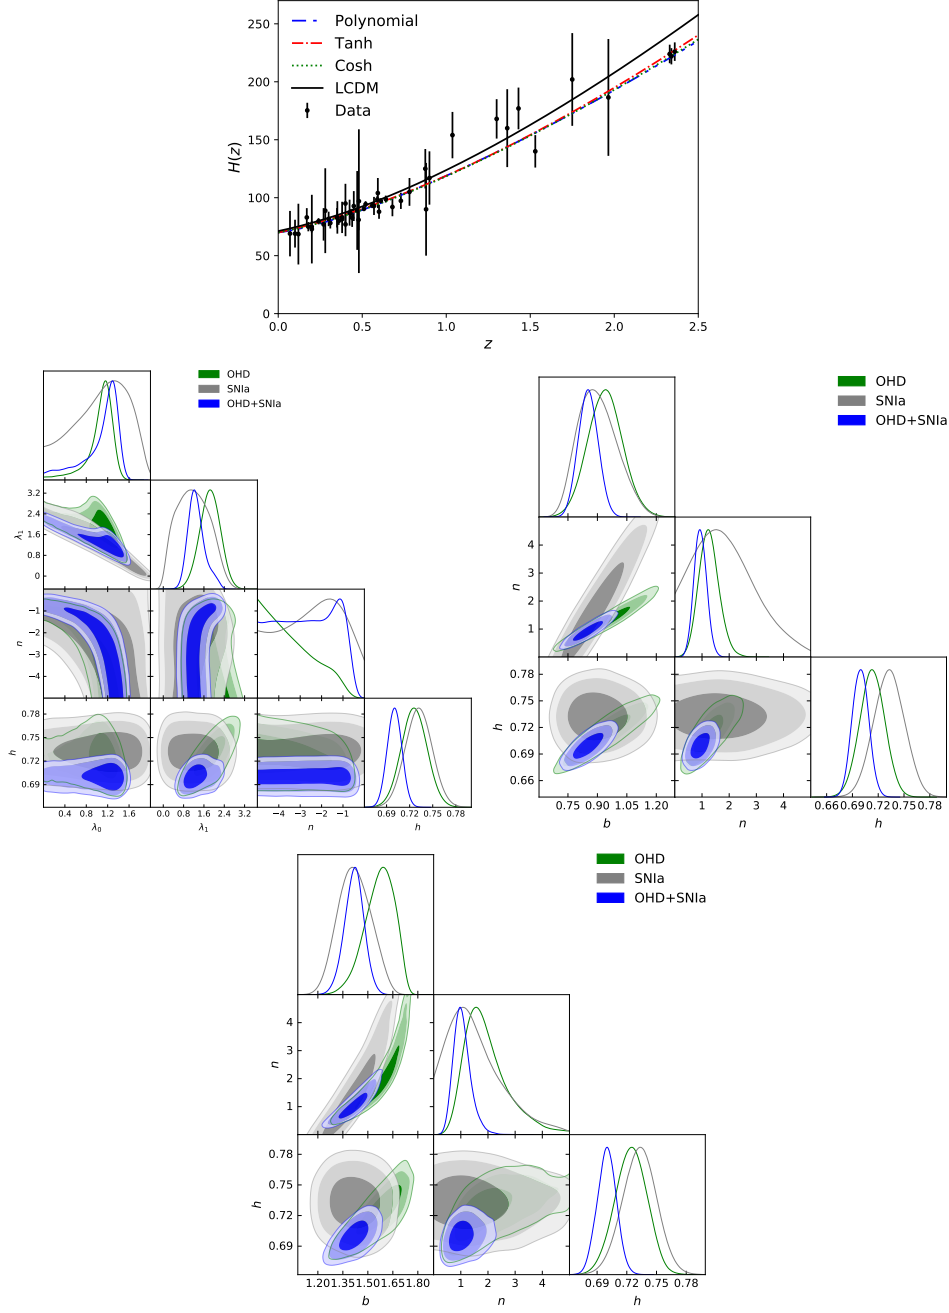 250
200
150
100
50
0
H(z)
Polynomial
Tanh
Cosh
LCDM
Data
0.0 0.5 1.0 1.5 2.0 2.5
z
OHD
SNIa
OHD+SNIa
3.2
2.4
1.6
0.8
0
λ₁
−1
−2
−3
−4
n
0.78
0.75
0.72
0.69
h
0.4 0.8 1.2 1.6
λ₀
0.0 0.8 1.6 2.4 3.2
λ₁
−4 −3 −2 −1
n
0.69 0.72 0.75 0.78
h
OHD
SNIa
OHD+SNIa
4
3
2
1
n
0.78
0.75
0.72
0.69
0.66
h
0.75 0.90 1.05 1.20
b
1 2 3 4
n
0.66 0.69 0.72 0.75 0.78
h
OHD
SNIa
OHD+SNIa
4
3
2
1
n
0.78
0.75
0.72
0.69
h
1.20 1.35 1.50 1.65 1.80
b
1 2 3 4
n
0.69 0.72 0.75 0.78
h